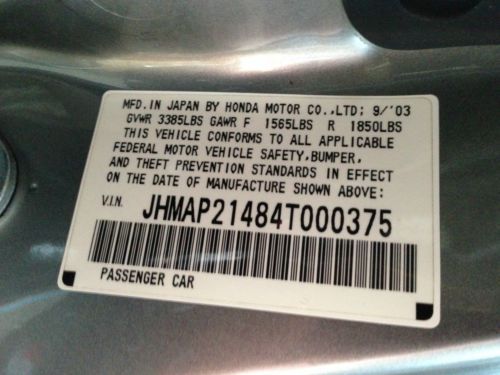 MFD.IN JAPAN BY HONDA MOTOR CO.,LTD; 9/'03
GVWR 3385LBS GAWR F 1565LBS R 1850LBS
THIS VEHICLE CONFORMS TO ALL APPLICABLE
FEDERAL MOTOR VEHICLE SAFETY,BUMPER,
AND THEFT PREVENTION STANDARDS IN EFFECT
ON THE DATE OF MANUFACTURE SHOWN ABOVE:
V.I.N. JHMAP21484T000375
PASSENGER CAR